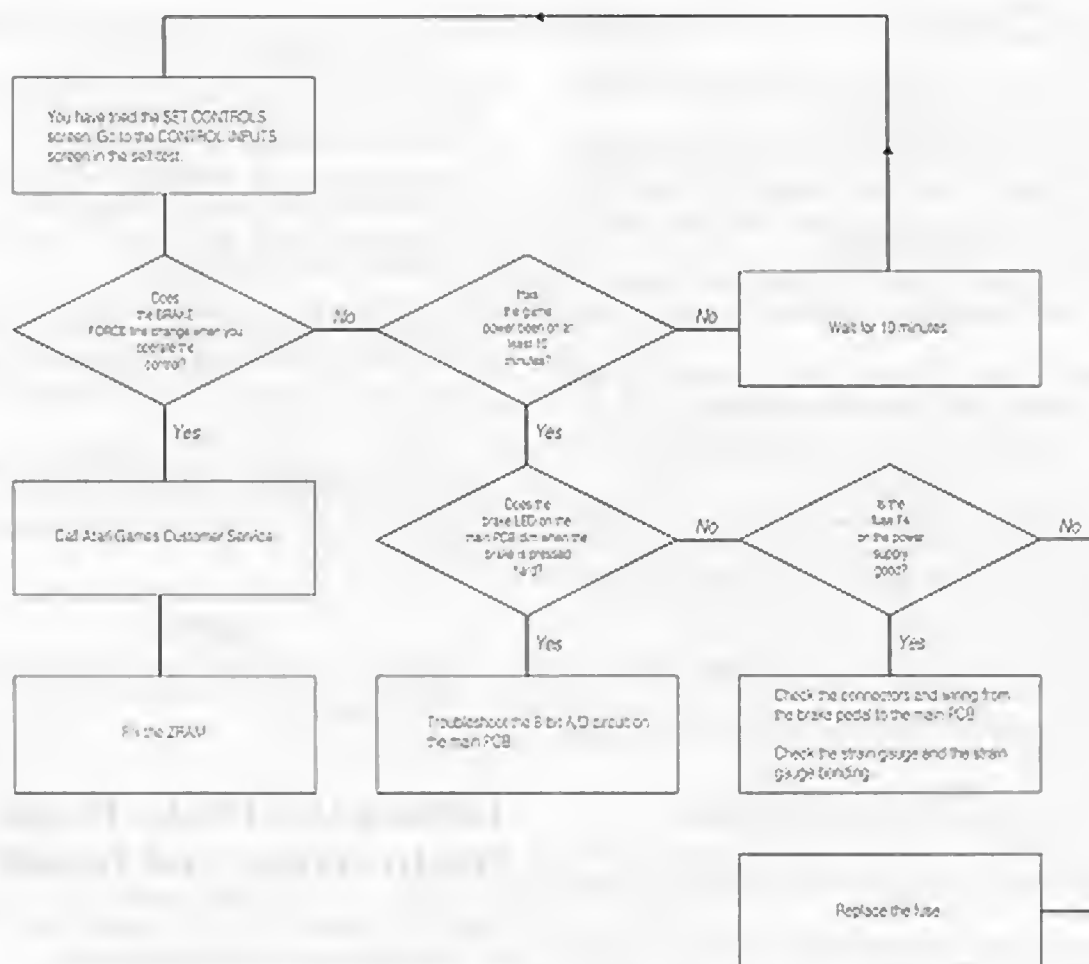 You have tried the SET CONTROLS
screen. Go to the CONTROL INPUTS
screen in the self-test.
Does
the BRAKE
FORCE line change when you
operate the
control?
No
Has
the game
power been on at
least 10
minutes?
No
Wait for 10 minutes.
Yes
Yes
Call Atari Games Customer Service.
Does the
brake LED on the
main PCB dim when the
brake is pressed
hard?
No
Is the
fuse
on the power
supply
good?
No
Yes
Yes
Fix the ZRAM.
Troubleshoot the 8 bit A/D circuit on
the main PCB.
Check the connectors and wiring from
the brake pedal to the main PCB.
Check the strain gauge and the strain
gauge bonding.
Replace the fuse.